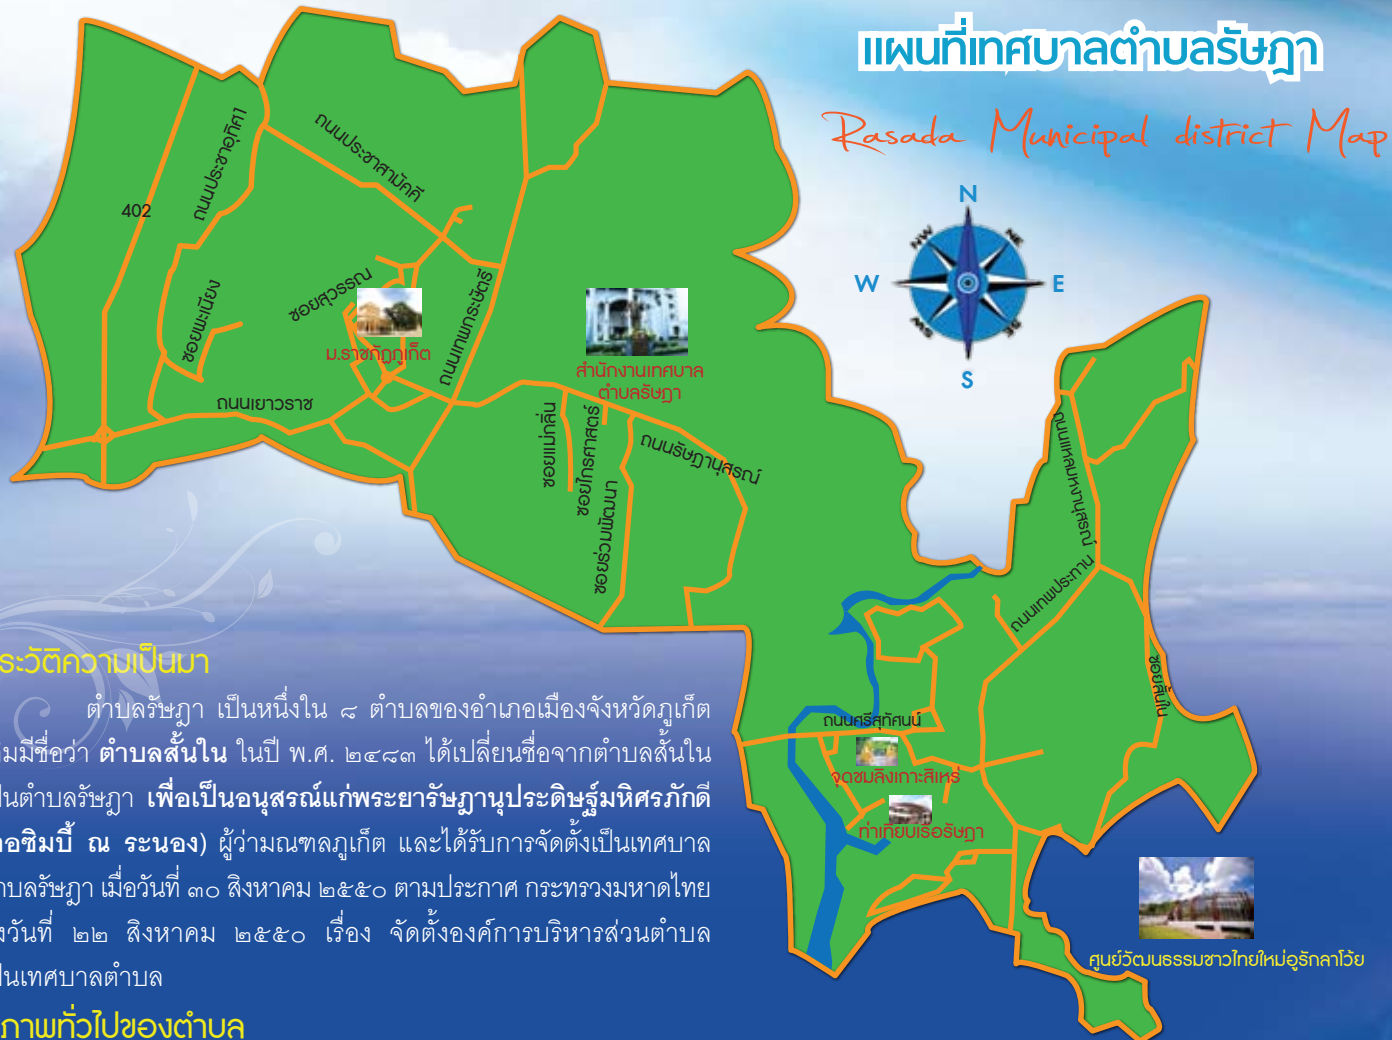 แผนที่เทศบาลตำบลรัษฎา
Rasada Municipal district Map
N
NE
E
SE
S
SW
W
NW
402
ถนนประชาอุทิศ1
ถนนประชาสามัคคี
ซอยพะเนียง
ซอยสุวรรณ
ม.ราชภัฏภูเก็ต
ถนนเทพกระษัตรี
สำนักงานเทศบาล
ตำบลรัษฎา
ถนนเยาวราช
ซอยแม่กลิ่น
ซอยไกรศาสตร์
ซอยร่วมพัฒนา
ถนนรัษฎานุสรณ์
ถนนแหลมหงานุสรณ์
ถนนเทพประทาน
ซอยสั้นใน
ถนนศรีสุทัศน์
จุดชมลิงเกาะสิเหร่
ท่าเทียบเรือรัษฎา
ศูนย์วัฒนธรรมชาวไทยใหม่อูรักลาโว้ย
ระวัติความเป็นมา
ตำบลรัษฎา เป็นหนึ่งใน ๘ ตำบลของอำเภอเมืองจังหวัดภูเก็ต
มมีชื่อว่า ตำบลสั้นใน ในปี พ.ศ. ๒๔๘๓ ได้เปลี่ยนชื่อจากตำบลสั้นใน
ป็นตำบลรัษฎา เพื่อเป็นอนุสรณ์แก่พระยารัษฎานุประดิษฐ์มหิศรภักดี
อซิมบี้ ณ ระนอง) ผู้ว่ามณฑลภูเก็ต และได้รับการจัดตั้งเป็นเทศบาล
ำบลรัษฎา เมื่อวันที่ ๓๐ สิงหาคม ๒๕๕๐ ตามประกาศ กระทรวงมหาดไทย
งวันที่ ๒๒ สิงหาคม ๒๕๕๐ เรื่อง จัดตั้งองค์การบริหารส่วนตำบล
ป็นเทศบาลตำบล
ภาพทั่วไปของตำบล